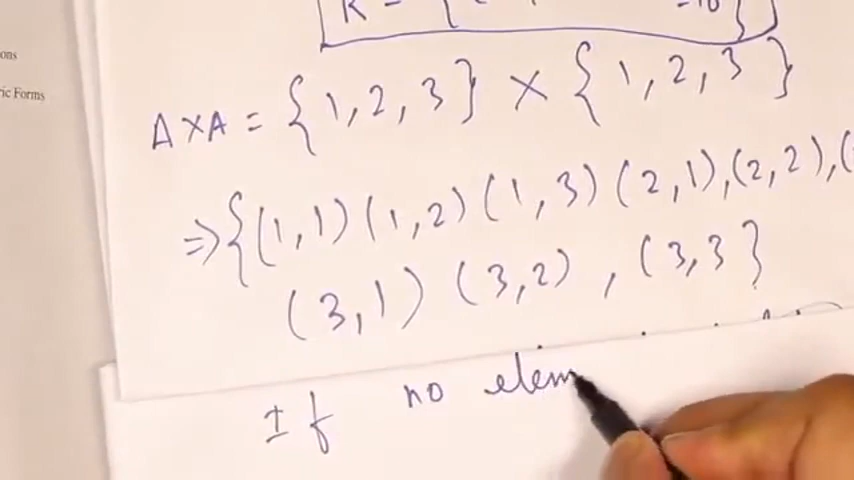 ons
ric Forms
R = {
A×A = {1,2,3} × {1,2,3}
⇒{(1,1)(1,2)(1,3)(2,1),(2,2),(
(3,1) (3,2) , (3,3}
If no elem